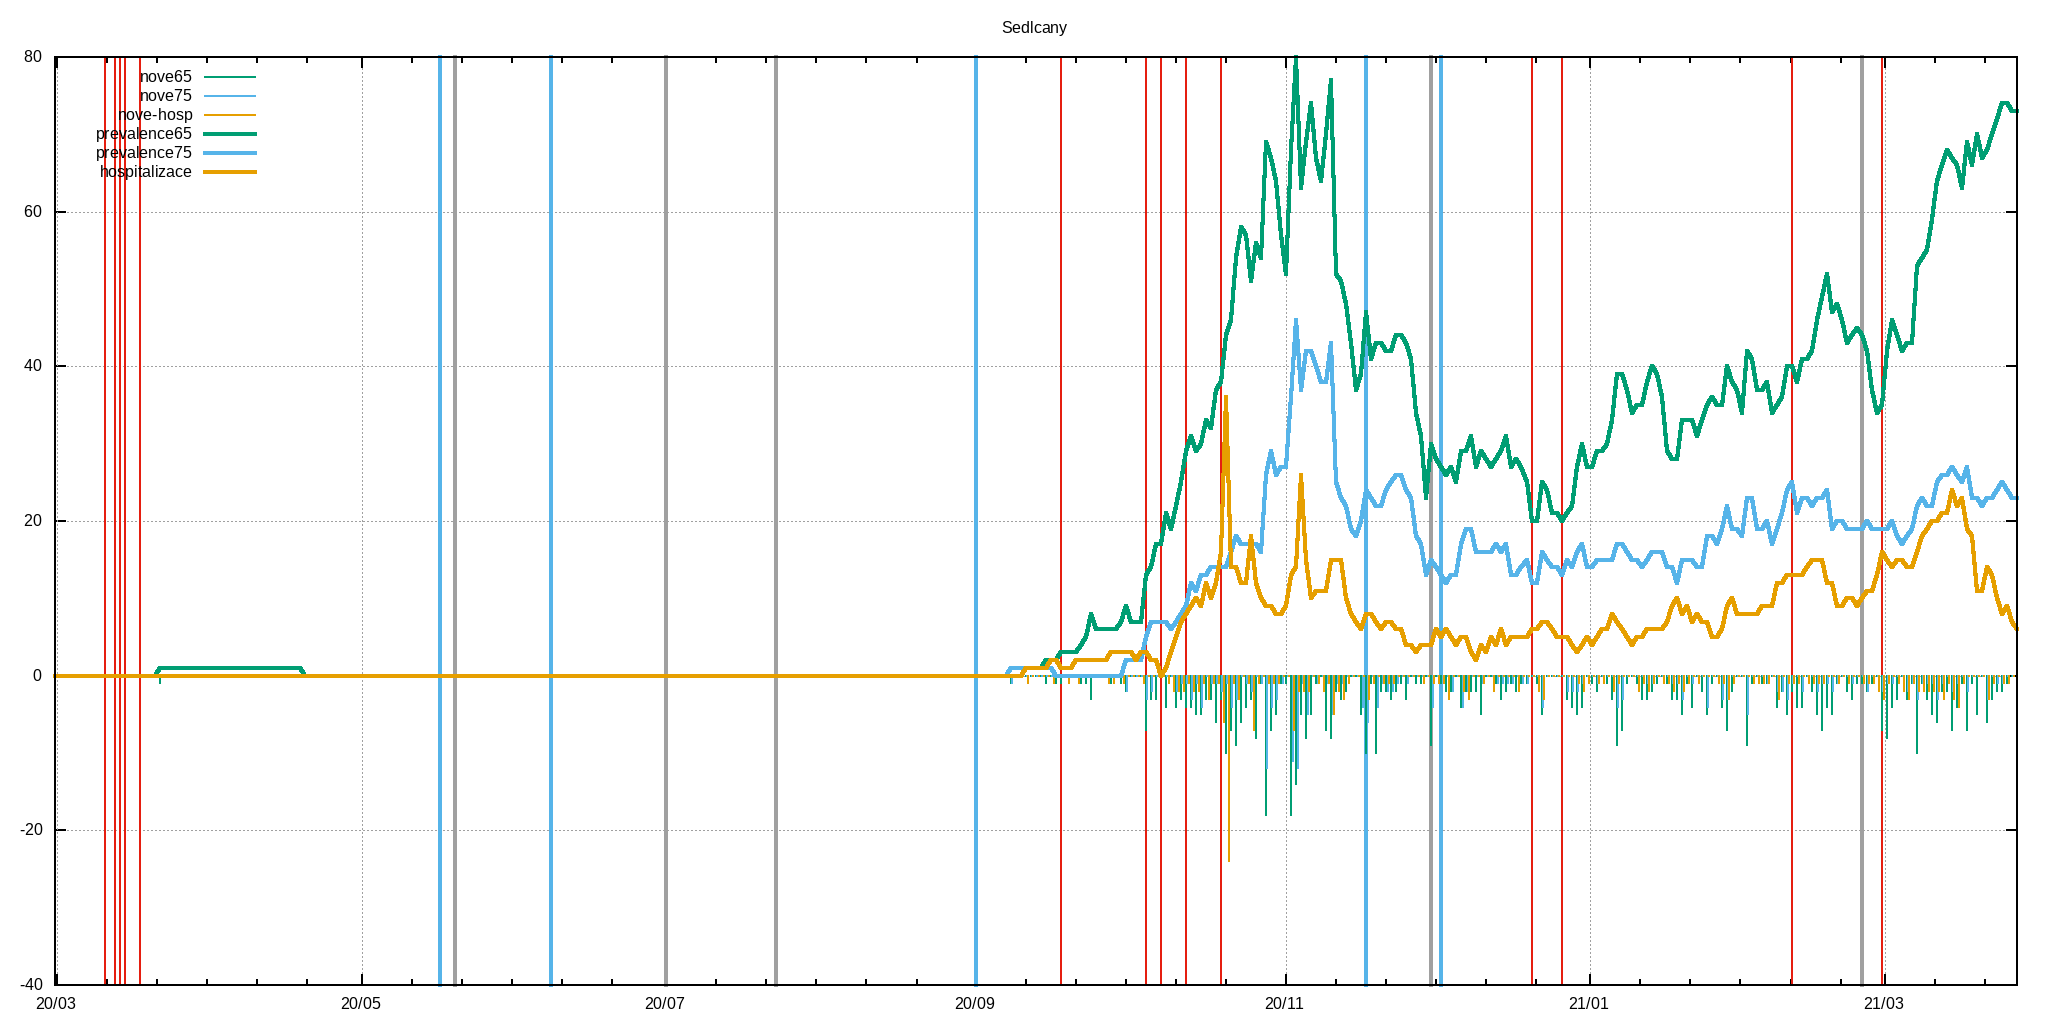 Sedlcany
80
nove65
nove75
nove-hosp
prevalence65
prevalence75
hospitalizace
60
40
20
0
-20
-40
20/03 20/05 20/07 20/09 20/11 21/01 21/03